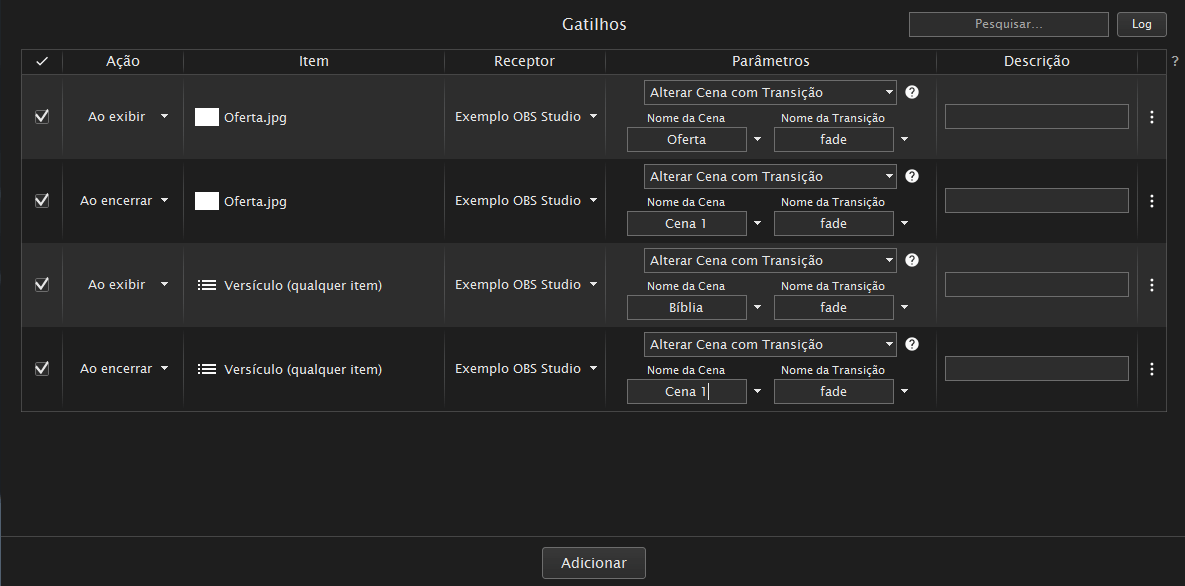 Gatilhos
Pesquisar...
Log
Ação Item Receptor Parâmetros Descrição ?
Alterar Cena com Transição ?
Ao exibir Oferta.jpg Exemplo OBS Studio
Nome da Cena Nome da Transição
Oferta fade
Alterar Cena com Transição ?
Ao encerrar Oferta.jpg Exemplo OBS Studio
Nome da Cena Nome da Transição
Cena 1 fade
Alterar Cena com Transição ?
Ao exibir Versículo (qualquer item) Exemplo OBS Studio
Nome da Cena Nome da Transição
Bíblia fade
Alterar Cena com Transição ?
Ao encerrar Versículo (qualquer item) Exemplo OBS Studio
Nome da Cena Nome da Transição
Cena 1 fade
Adicionar